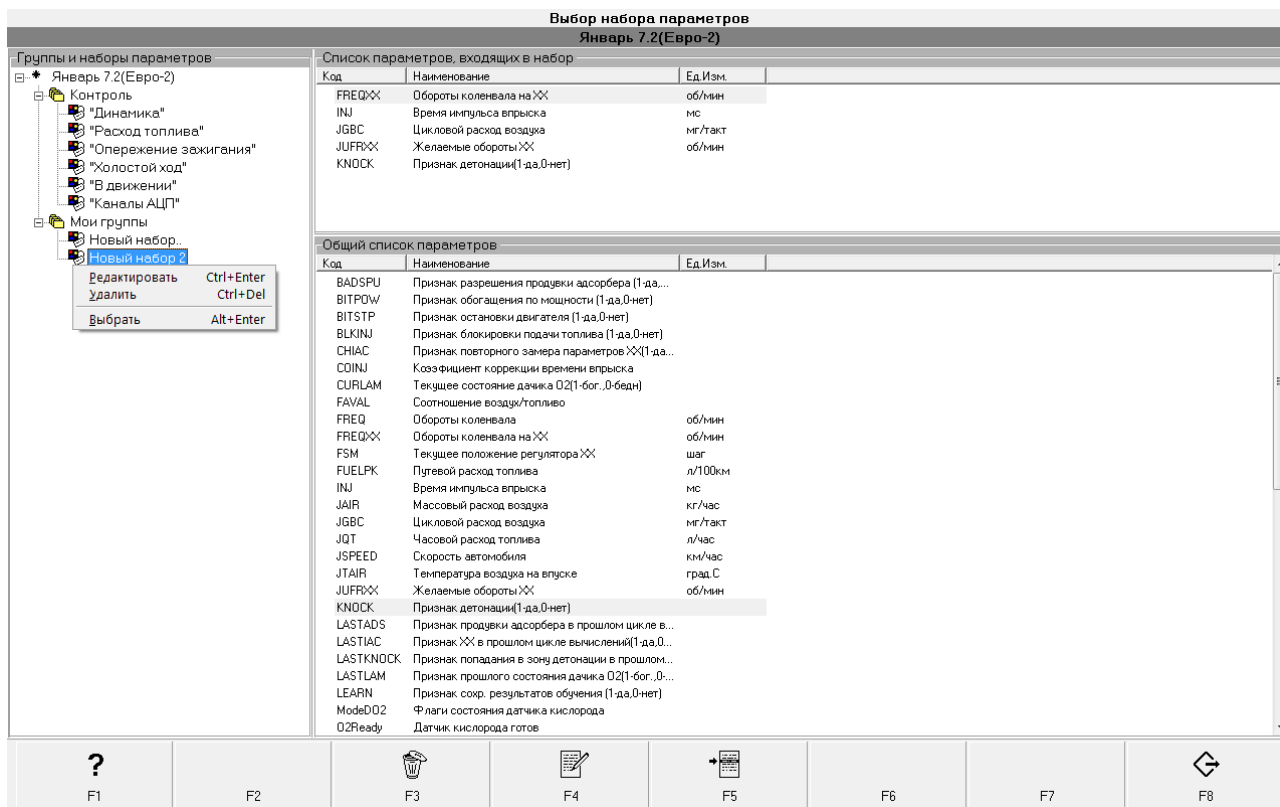 Выбор набора параметров
Январь 7.2(Евро-2)
Группы и наборы параметров
Январь 7.2(Евро-2)
Контроль
"Динамика"
"Расход топлива"
"Опережение зажигания"
"Холостой ход"
"В движении"
"Каналы АЦП"
Мои группы
Новый набор..
Новый набор 2
Редактировать Ctrl+Enter
Удалить Ctrl+Del
Выбрать Alt+Enter
Список параметров, входящих в набор
Код Наименование Ед.Изм.
FREQXX Обороты коленвала на XX об/мин
INJ Время импульса впрыска мс
JGBC Цикловой расход воздуха мг/такт
JUFRXX Желаемые обороты XX об/мин
KNOCK Признак детонации(1-да,0-нет)
Общий список параметров
Код Наименование Ед.Изм.
BADSPU Признак разрешения продувки адсорбера (1-да,...
BITPOW Признак обогащения по мощности (1-да,0-нет)
BITSTP Признак остановки двигателя (1-да,0-нет)
BLKINJ Признак блокировки подачи топлива (1-да,0-нет)
CHIAC Признак повторного замера параметров XX(1-да...
COINJ Коэффициент коррекции времени впрыска
CURLAM Текущее состояние дачика O2(1-бог.,0-бедн)
FAVAL Соотношение воздух/топливо
FREQ Обороты коленвала об/мин
FREQXX Обороты коленвала на XX об/мин
FSM Текущее положение регулятора XX шаг
FUELPK Путевой расход топлива л/100км
INJ Время импульса впрыска мс
JAIR Массовый расход воздуха кг/час
JGBC Цикловой расход воздуха мг/такт
JQT Часовой расход топлива л/час
JSPEED Скорость автомобиля км/час
JTAIR Температура воздуха на впуске град.С
JUFRXX Желаемые обороты XX об/мин
KNOCK Признак детонации(1-да,0-нет)
LASTADS Признак продувки адсорбера в прошлом цикле в...
LASTIAC Признак XX в прошлом цикле вычислений(1-да,0...
LASTKNOCK Признак попадания в зону детонации в прошлом...
LASTLAM Признак прошлого состояния дачика O2(1-бог.,0-...
LEARN Признак сохр. результатов обучения (1-да,0-нет)
ModeDO2 Флаги состояния датчика кислорода
O2Ready Датчик кислорода готов
?
F1 F2 F3 F4 F5 F6 F7 F8